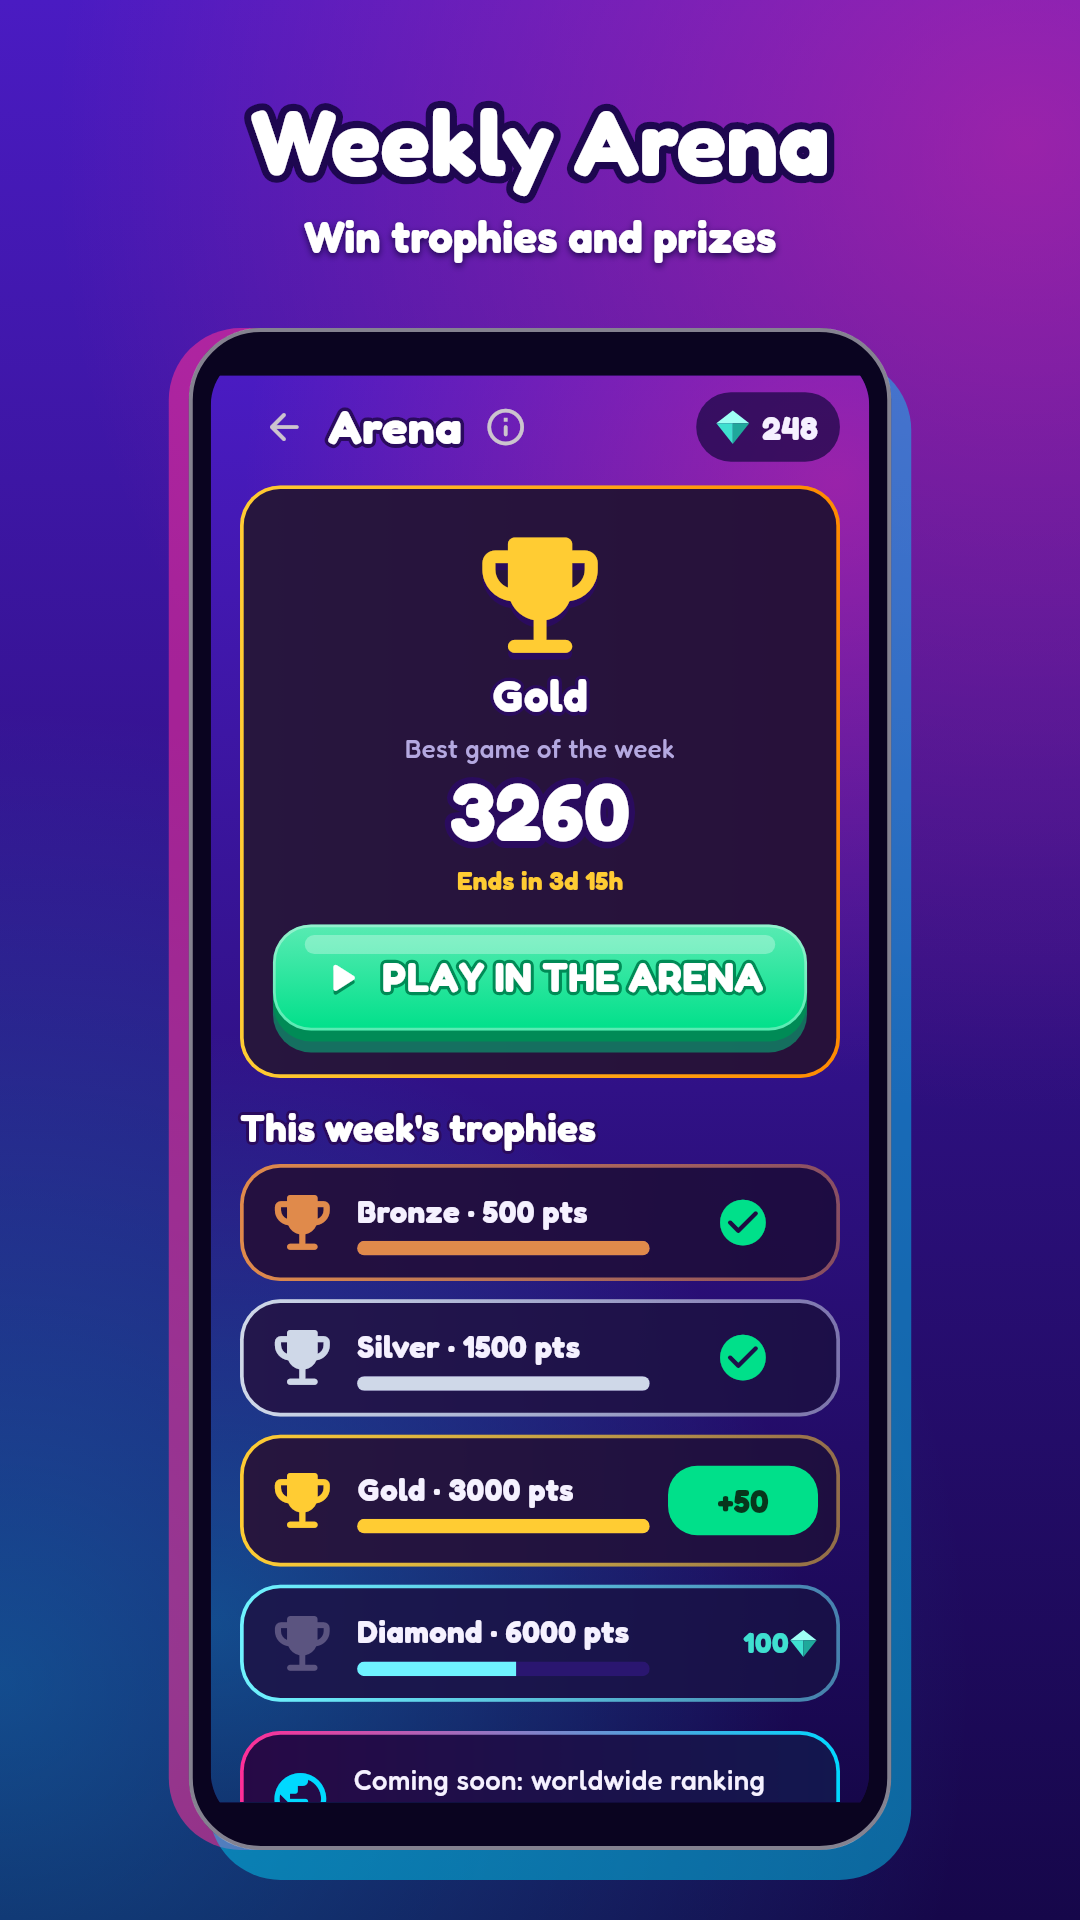 Weekly Arena
Win trophies and prizes
Arena
248
Gold
Best game of the week
3260
Ends in 3d 15h
PLAY IN THE ARENA
This week's trophies
Bronze · 500 pts
Silver · 1500 pts
Gold · 3000 pts
+50
Diamond · 6000 pts
100
Coming soon: worldwide ranking